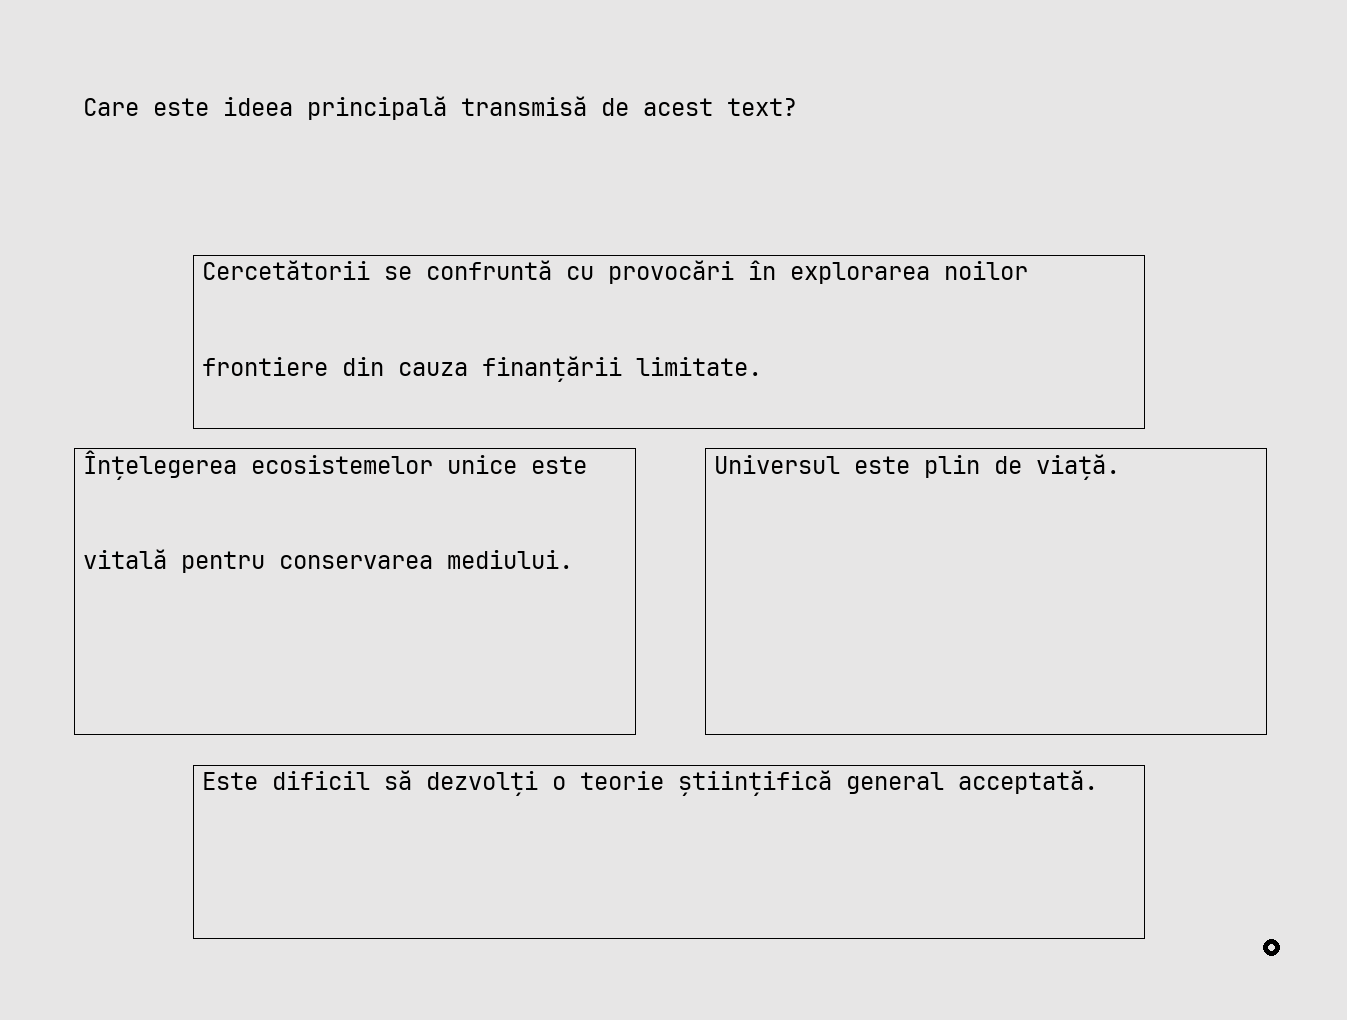 Care este ideea principală transmisă de acest text?
Cercetătorii se confruntă cu provocări în explorarea noilor
frontiere din cauza finanțării limitate.
Înțelegerea ecosistemelor unice este
vitală pentru conservarea mediului.
Universul este plin de viață.
Este dificil să dezvolți o teorie științifică general acceptată.